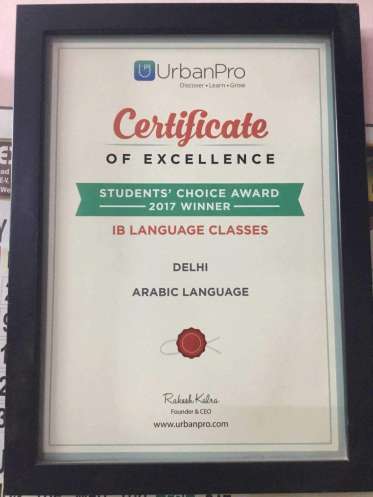 UrbanPro
Discover • Learn • Grow
Certificate
OF EXCELLENCE
STUDENTS' CHOICE AWARD
2017 WINNER
IB LANGUAGE CLASSES
DELHI
ARABIC LANGUAGE
Rakesh Kalra
Founder & CEO
www.urbanpro.com